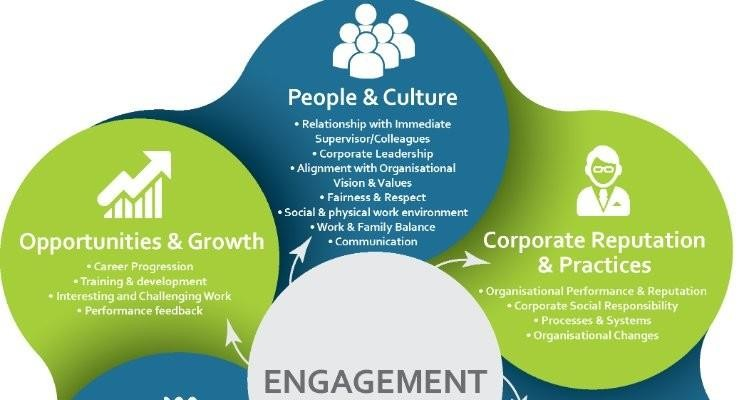 People & Culture
• Relationship with Immediate
Supervisor/Colleagues
• Corporate Leadership
• Alignment with Organisational
Vision & Values
• Fairness & Respect
• Social & physical work environment
• Work & Family Balance
• Communication
Opportunities & Growth
• Career Progression
• Training & development
• Interesting and Challenging Work
• Performance feedback
Corporate Reputation
& Practices
• Organisational Performance & Reputation
• Corporate Social Responsibility
• Processes & Systems
• Organisational Changes
ENGAGEMENT